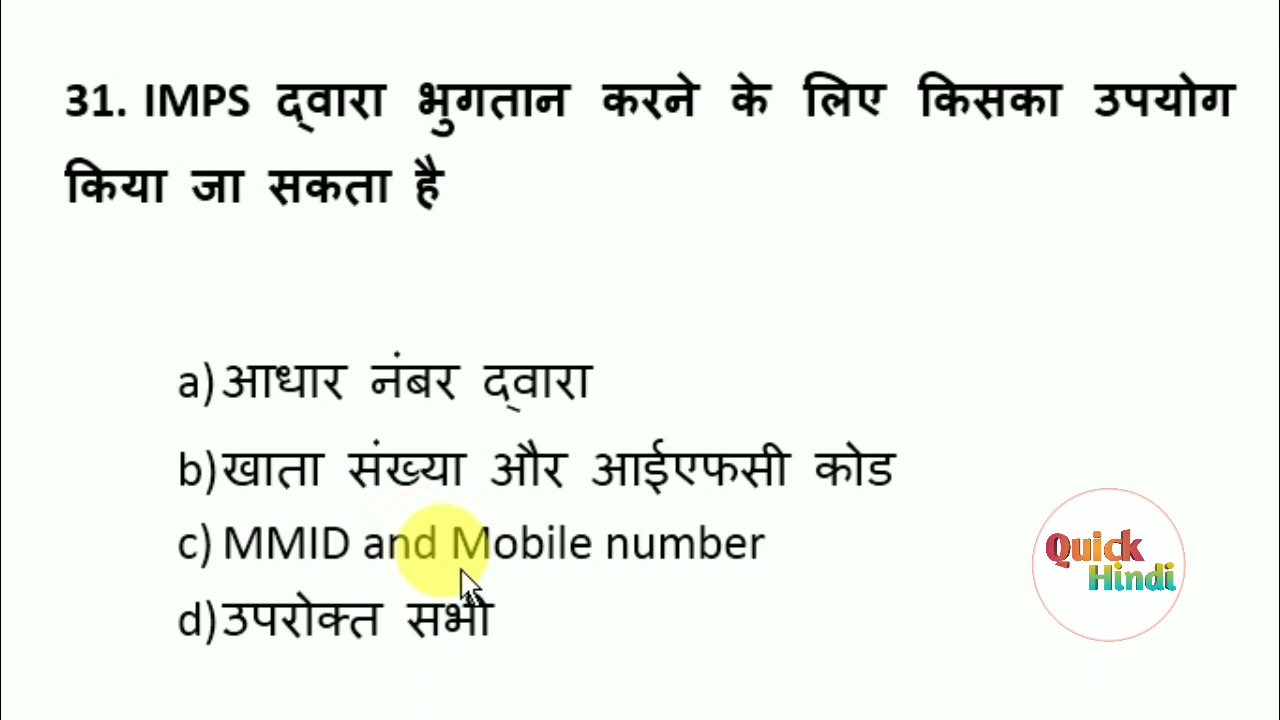 31. IMPS द्वारा भुगतान करने के लिए किसका उपयोग
किया जा सकता है
a)आधार नंबर द्वारा
b)खाता संख्या और आईएफसी कोड
c) MMID and Mobile number
d)उपरोक्त सभी
Quick
Hindi